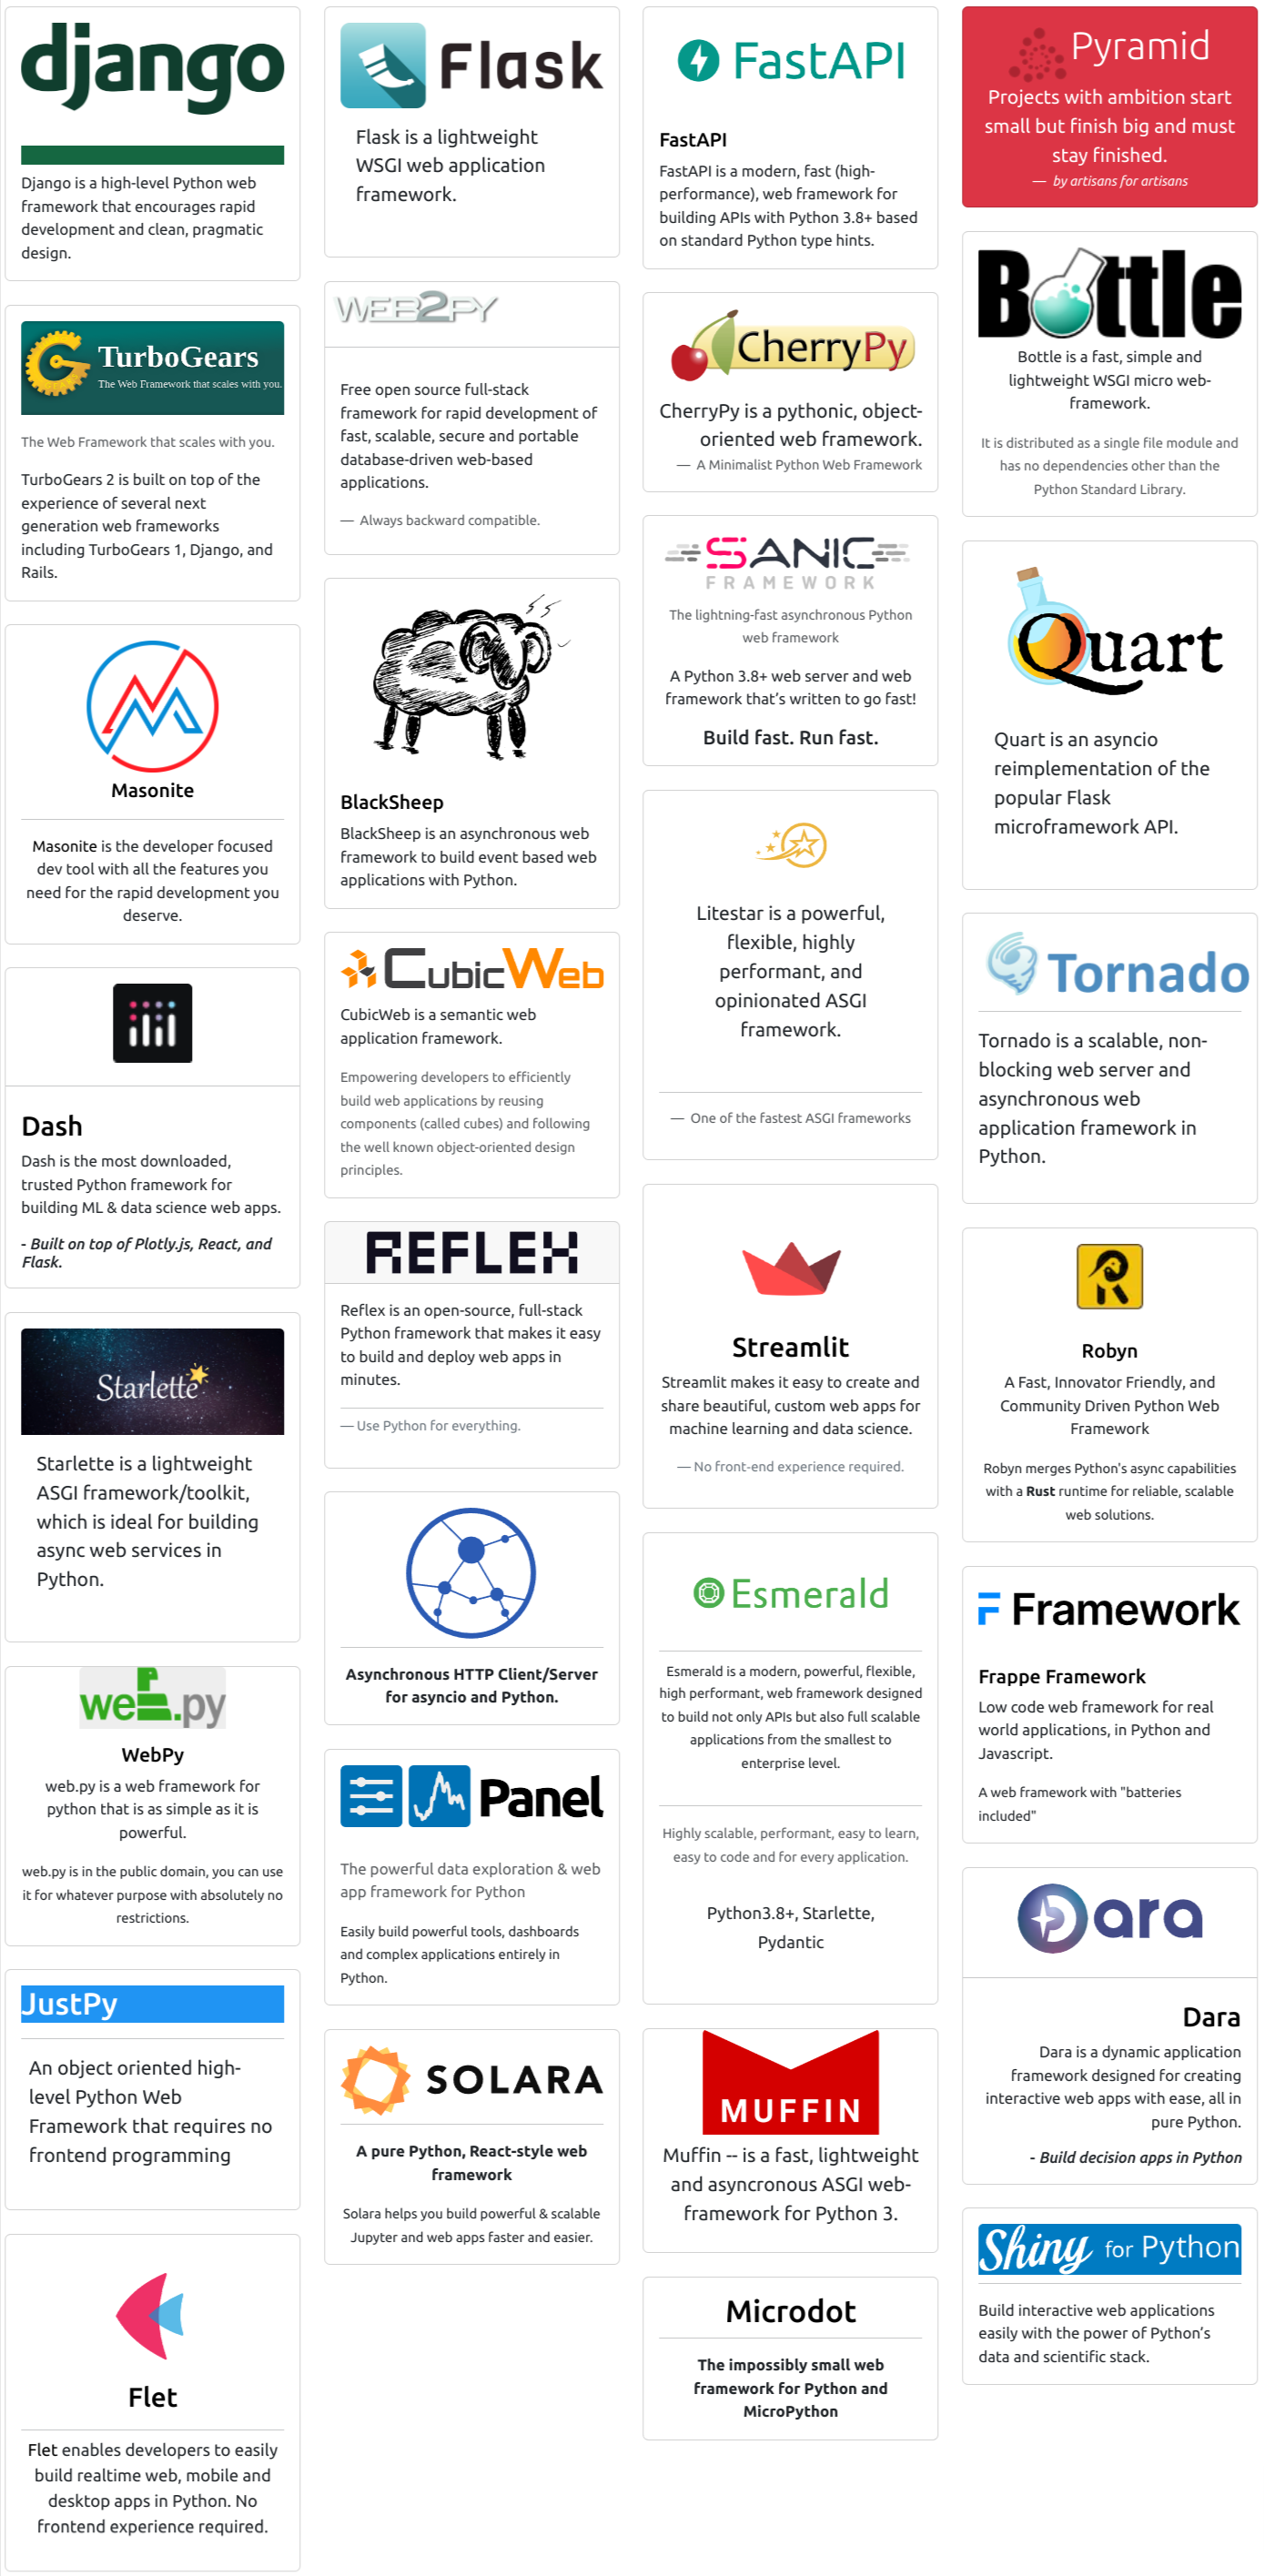 django
Django is a high-level Python web
framework that encourages rapid
development and clean, pragmatic
design.
TurboGears
The Web Framework that scales with you.
The Web Framework that scales with you.
TurboGears 2 is built on top of the
experience of several next
generation web frameworks
including TurboGears 1, Django, and
Rails.
Masonite
Masonite is the developer focused
dev tool with all the features you
need for the rapid development you
deserve.
Dash
Dash is the most downloaded,
trusted Python framework for
building ML & data science web apps.
- Built on top of Plotly.js, React, and
Flask.
Starlette
Starlette is a lightweight
ASGI framework/toolkit,
which is ideal for building
async web services in
Python.
web.py
WebPy
web.py is a web framework for
python that is as simple as it is
powerful.
web.py is in the public domain, you can use
it for whatever purpose with absolutely no
restrictions.
JustPy
An object oriented high-
level Python Web
Framework that requires no
frontend programming
Flet
Flet enables developers to easily
build realtime web, mobile and
desktop apps in Python. No
frontend experience required.
Flask
Flask is a lightweight
WSGI web application
framework.
WEB2PY
Free open source full-stack
framework for rapid development of
fast, scalable, secure and portable
database-driven web-based
applications.
— Always backward compatible.
BlackSheep
BlackSheep is an asynchronous web
framework to build event based web
applications with Python.
CubicWeb
CubicWeb is a semantic web
application framework.
Empowering developers to efficiently
build web applications by reusing
components (called cubes) and following
the well known object-oriented design
principles.
REFLEX
Reflex is an open-source, full-stack
Python framework that makes it easy
to build and deploy web apps in
minutes.
— Use Python for everything.
Asynchronous HTTP Client/Server
for asyncio and Python.
Panel
The powerful data exploration & web
app framework for Python
Easily build powerful tools, dashboards
and complex applications entirely in
Python.
SOLARA
A pure Python, React-style web
framework
Solara helps you build powerful & scalable
Jupyter and web apps faster and easier.
FastAPI
FastAPI
FastAPI is a modern, fast (high-
performance), web framework for
building APIs with Python 3.8+ based
on standard Python type hints.
CherryPy
CherryPy is a pythonic, object-
oriented web framework.
— A Minimalist Python Web Framework
SANIC
FRAMEWORK
The lightning-fast asynchronous Python
web framework
A Python 3.8+ web server and web
framework that's written to go fast!
Build fast. Run fast.
Litestar is a powerful,
flexible, highly
performant, and
opinionated ASGI
framework.
— One of the fastest ASGI frameworks
Streamlit
Streamlit makes it easy to create and
share beautiful, custom web apps for
machine learning and data science.
— No front-end experience required.
Esmerald
Esmerald is a modern, powerful, flexible,
high performant, web framework designed
to build not only APIs but also full scalable
applications from the smallest to
enterprise level.
Highly scalable, performant, easy to learn,
easy to code and for every application.
Python3.8+, Starlette,
Pydantic
MUFFIN
Muffin -- is a fast, lightweight
and asyncronous ASGI web-
framework for Python 3.
Microdot
The impossibly small web
framework for Python and
MicroPython
Pyramid
Projects with ambition start
small but finish big and must
stay finished.
— by artisans for artisans
Bottle
Bottle is a fast, simple and
lightweight WSGI micro web-
framework.
It is distributed as a single file module and
has no dependencies other than the
Python Standard Library.
Quart
Quart is an asyncio
reimplementation of the
popular Flask
microframework API.
Tornado
Tornado is a scalable, non-
blocking web server and
asynchronous web
application framework in
Python.
Robyn
A Fast, Innovator Friendly, and
Community Driven Python Web
Framework
Robyn merges Python's async capabilities
with a Rust runtime for reliable, scalable
web solutions.
Framework
Frappe Framework
Low code web framework for real
world applications, in Python and
Javascript.
A web framework with "batteries
included"
Dara
Dara
Dara is a dynamic application
framework designed for creating
interactive web apps with ease, all in
pure Python.
- Build decision apps in Python
Shiny for Python
Build interactive web applications
easily with the power of Python's
data and scientific stack.